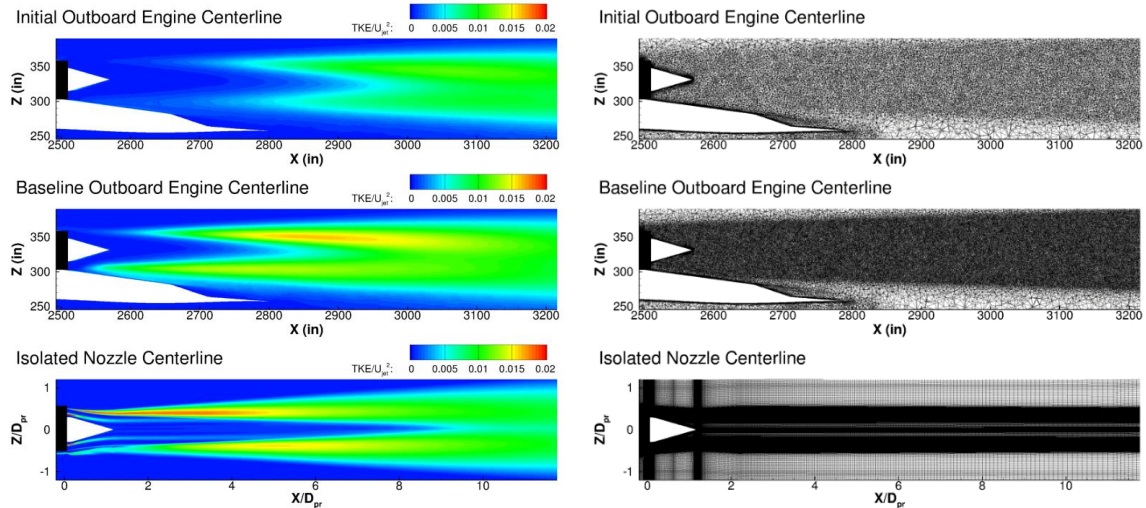 Initial Outboard Engine Centerline
TKE/U_jet^2: 0 0.005 0.01 0.015 0.02
350
300
250
Z (in)
2500 2600 2700 2800 2900 3000 3100 3200
X (in)
Initial Outboard Engine Centerline
350
300
250
Z (in)
2500 2600 2700 2800 2900 3000 3100 3200
X (in)
Baseline Outboard Engine Centerline
TKE/U_jet^2: 0 0.005 0.01 0.015 0.02
350
300
250
Z (in)
2500 2600 2700 2800 2900 3000 3100 3200
X (in)
Baseline Outboard Engine Centerline
350
300
250
Z (in)
2500 2600 2700 2800 2900 3000 3100 3200
X (in)
Isolated Nozzle Centerline
TKE/U_jet^2: 0 0.005 0.01 0.015 0.02
1
0
-1
Z/D_pr
0 2 4 6 8 10
X/D_pr
Isolated Nozzle Centerline
1
0
-1
Z/D_pr
0 2 4 6 8 10
X/D_pr